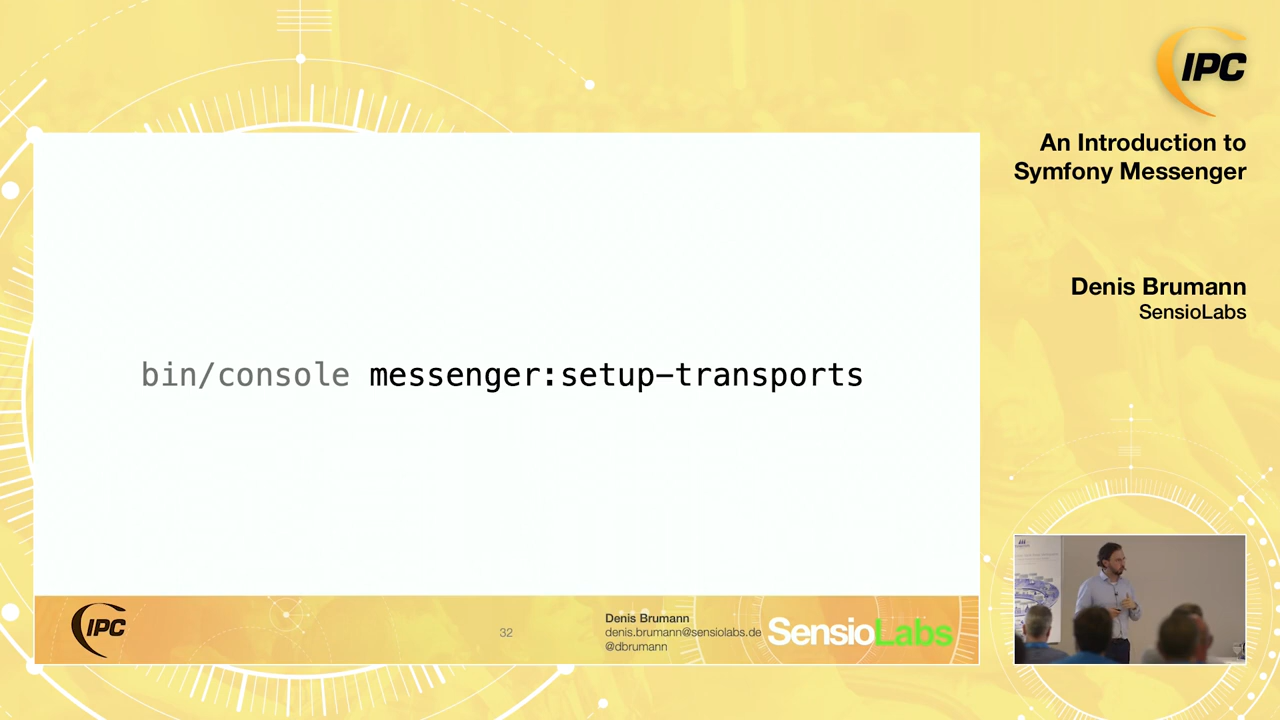 IPC
An Introduction to
Symfony Messenger
Denis Brumann
SensioLabs
bin/console messenger:setup-transports
IPC
32
Denis Brumann
denis.brumann@sensiolabs.de
@dbrumann
SensioLabs